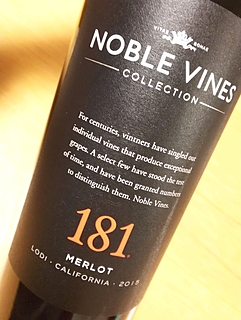 VITES NOBLE
NOBLE VINES
COLLECTION
For centuries, vintners have singled out
individual vines that produce exceptional
grapes. A select few have stood the test
of time, and have been granted numbers
to distinguish them. Noble Vines.
181
MERLOT
LODI · CALIFORNIA · 2015